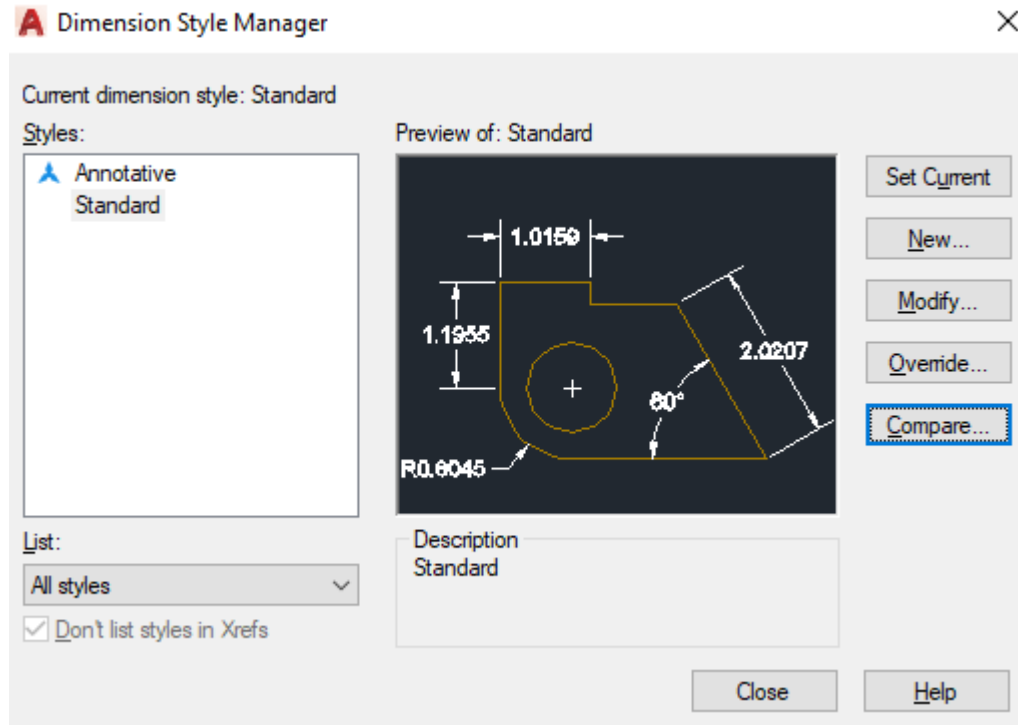 Dimension Style Manager
Current dimension style: Standard
Styles:
Annotative
Standard
Preview of: Standard
1.0159
1.1955
2.0207
60°
R0.8045
Set Current
New...
Modify...
Override...
Compare...
List:
All styles
Don't list styles in Xrefs
Description
Standard
Close
Help